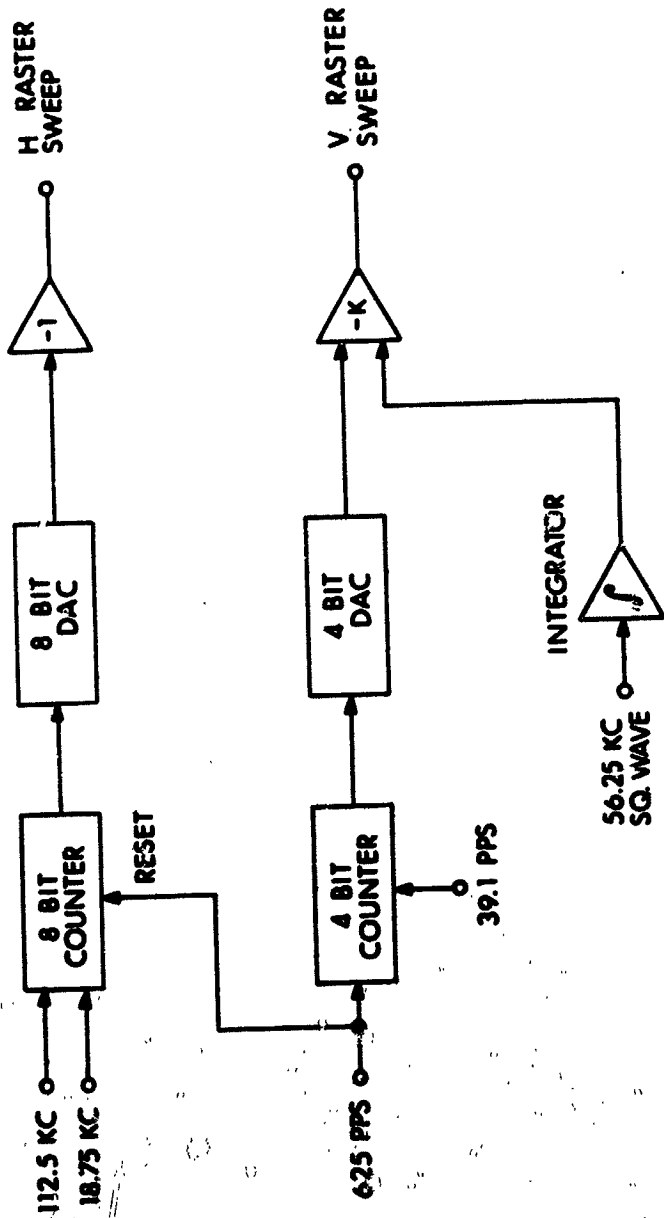 112.5 KC
18.75 KC
8 BIT
COUNTER
8 BIT
DAC
-1
H RASTER
SWEEP
RESET
625 PPS
4 BIT
COUNTER
4 BIT
DAC
-K
V RASTER
SWEEP
39.1 PPS
INTEGRATOR
∫
56.25 KC
SQ. WAVE